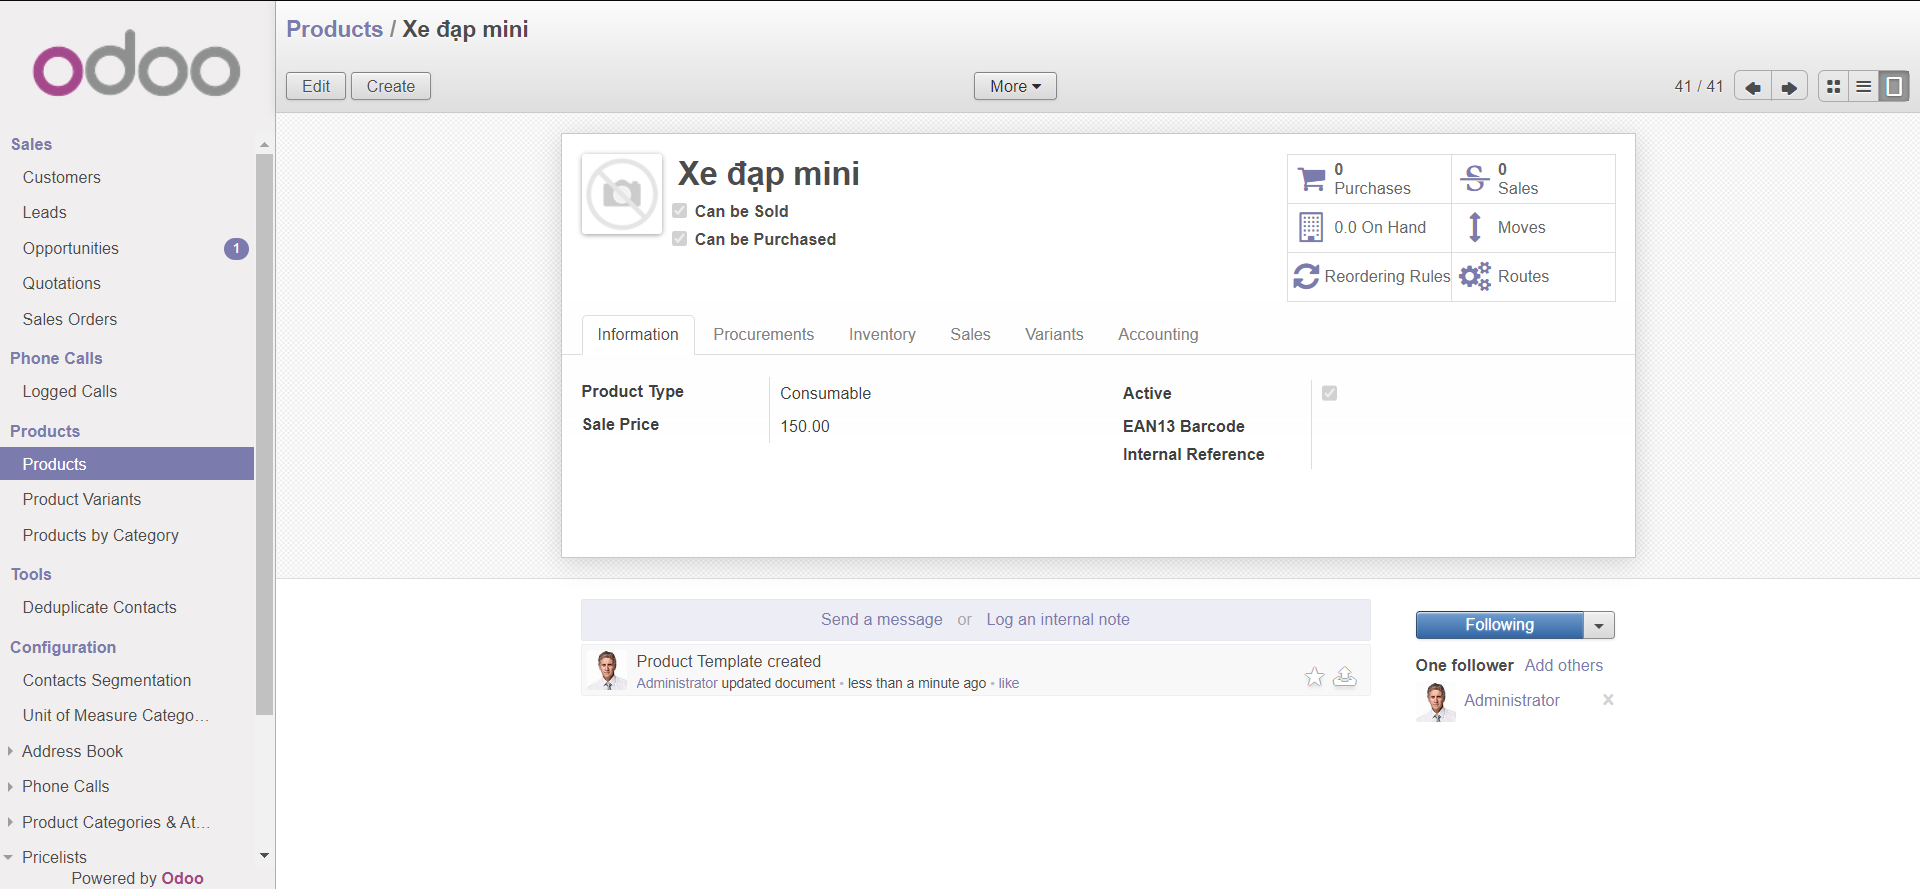 odoo
Sales
Customers
Leads
Opportunities 1
Quotations
Sales Orders
Phone Calls
Logged Calls
Products
Products
Product Variants
Products by Category
Tools
Deduplicate Contacts
Configuration
Contacts Segmentation
Unit of Measure Catego...
Address Book
Phone Calls
Product Categories & At...
Pricelists
Powered by Odoo
Products / Xe đạp mini
Edit Create More 41 / 41
Xe đạp mini
Can be Sold
Can be Purchased
0
Purchases
0
Sales
0.0 On Hand
Moves
Reordering Rules
Routes
Information Procurements Inventory Sales Variants Accounting
Product Type Consumable
Sale Price 150.00
Active
EAN13 Barcode
Internal Reference
Send a message or Log an internal note
Product Template created
Administrator updated document • less than a minute ago • like
Following
One follower Add others
Administrator